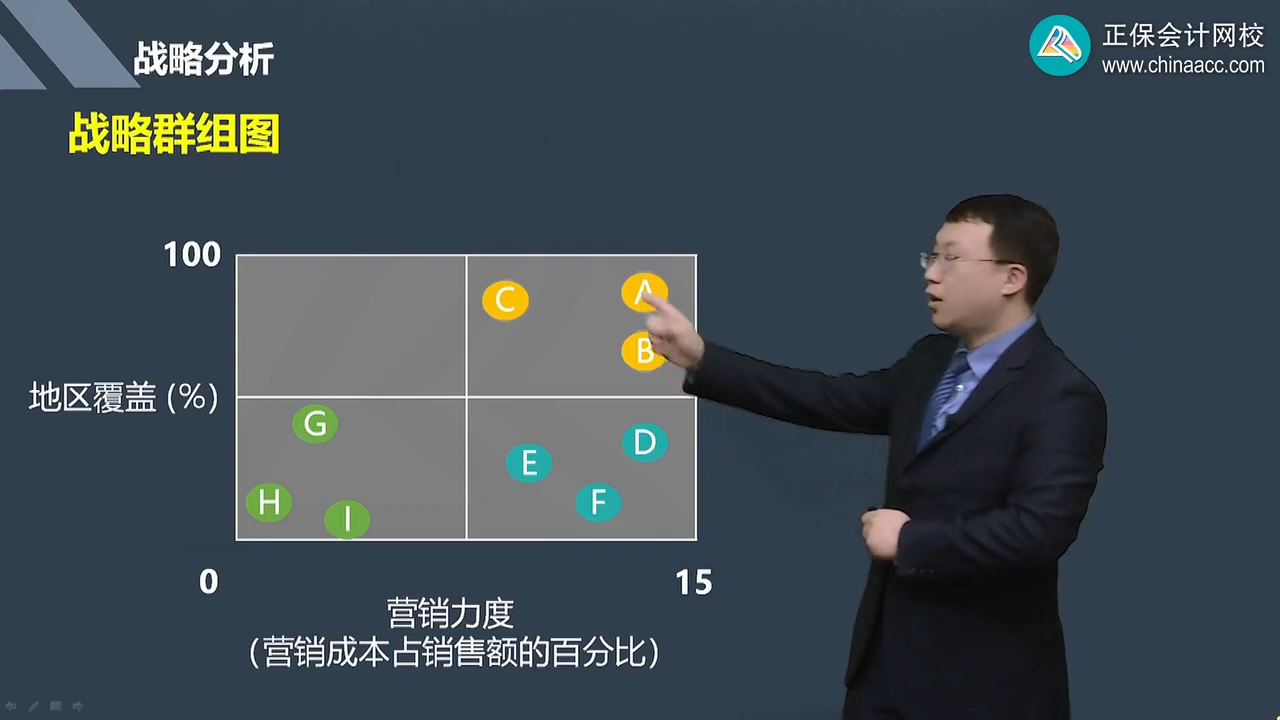 战略分析
正保会计网校
www.chinaacc.com
战略群组图
100
C
A
B
地区覆盖(%)
G
D
E
H
F
I
0
15
营销力度
（营销成本占销售额的百分比）